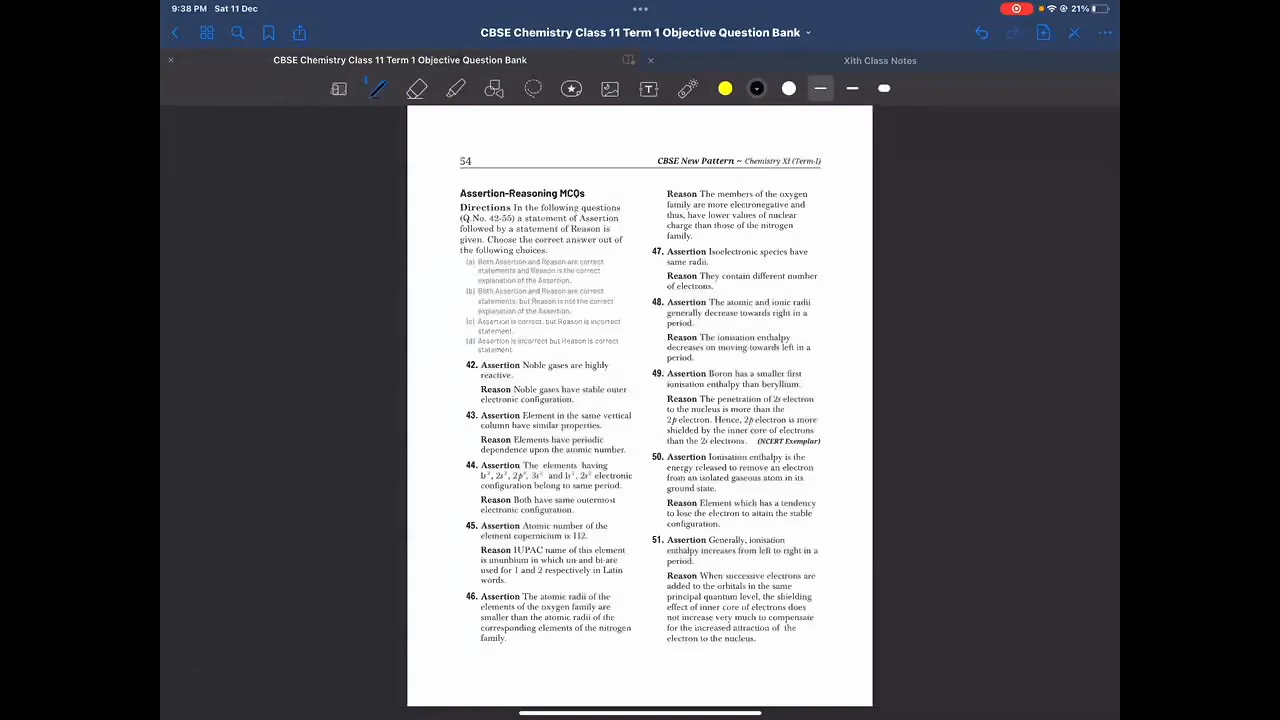 9:38 PM Sat 11 Dec
21%
CBSE Chemistry Class 11 Term 1 Objective Question Bank
CBSE Chemistry Class 11 Term 1 Objective Question Bank
Xith Class Notes
54
CBSE New Pattern ~ Chemistry XI (Term-I)
Assertion-Reasoning MCQs
Directions In the following questions
(Q.No. 42-55) a statement of Assertion
followed by a statement of Reason is
given. Choose the correct answer out of
the following choices.
(a) Both Assertion and Reason are correct
statements and Reason is the correct
explanation of the Assertion.
(b) Both Assertion and Reason are correct
statements, but Reason is not the correct
explanation of the Assertion.
(c) Assertion is correct, but Reason is incorrect
statement.
(d) Assertion is incorrect but Reason is correct
statement.
42. Assertion Noble gases are highly
reactive.
Reason Noble gases have stable outer
electronic configuration.
43. Assertion Element in the same vertical
column have similar properties.
Reason Elements have periodic
dependence upon the atomic number.
44. Assertion The elements having
1s², 2s², 2p⁶, 3s² and 1s², 2s² electronic
configuration belong to same period.
Reason Both have same outermost
electronic configuration.
45. Assertion Atomic number of the
element copernicium is 112.
Reason IUPAC name of this element
is ununbium in which un-and bi-are
used for 1 and 2 respectively in Latin
words.
46. Assertion The atomic radii of the
elements of the oxygen family are
smaller than the atomic radii of the
corresponding elements of the nitrogen
family.
Reason The members of the oxygen
family are more electronegative and
thus, have lower values of nuclear
charge than those of the nitrogen
family.
47. Assertion Isoelectronic species have
same radii.
Reason They contain different number
of electrons.
48. Assertion The atomic and ionic radii
generally decrease towards right in a
period.
Reason The ionisation enthalpy
decreases on moving towards left in a
period.
49. Assertion Boron has a smaller first
ionisation enthalpy than beryllium.
Reason The penetration of 2s electron
to the nucleus is more than the
2p electron. Hence, 2p electron is more
shielded by the inner core of electrons
than the 2s electrons. (NCERT Exemplar)
50. Assertion Ionisation enthalpy is the
energy released to remove an electron
from an isolated gaseous atom in its
ground state.
Reason Element which has a tendency
to lose the electron to attain the stable
configuration.
51. Assertion Generally, ionisation
enthalpy increases from left to right in a
period.
Reason When successive electrons are
added to the orbitals in the same
principal quantum level, the shielding
effect of inner core of electrons does
not increase very much to compensate
for the increased attraction of the
electron to the nucleus.